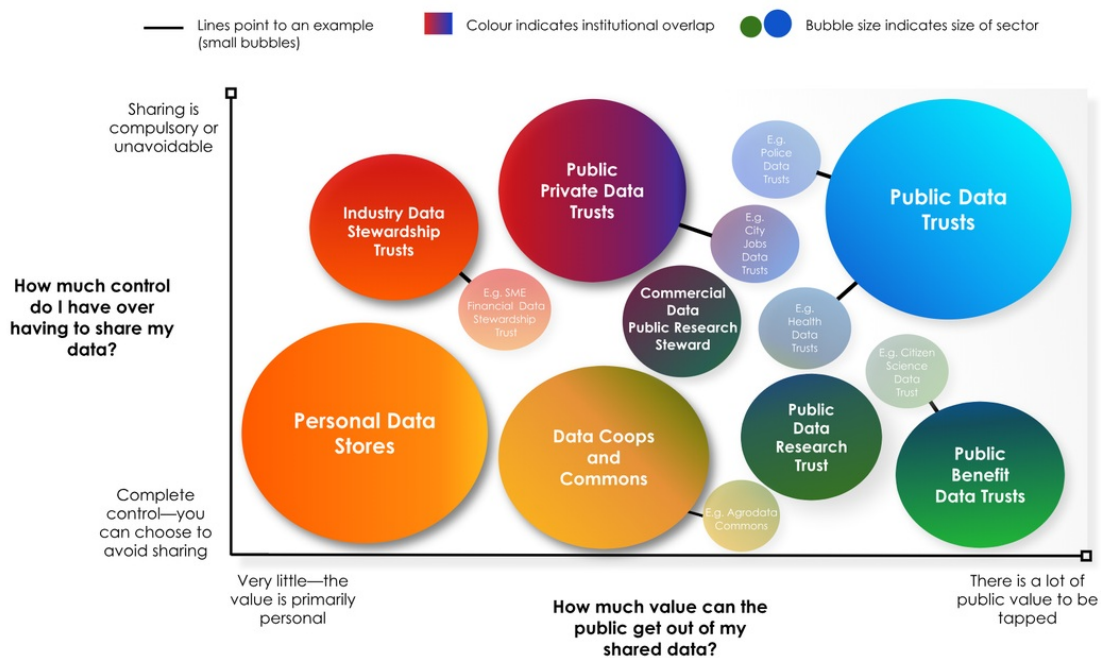 Lines point to an example
(small bubbles)
Colour indicates institutional overlap
Bubble size indicates size of sector
Sharing is
compulsory or
unavoidable
How much control
do I have over
having to share my
data?
Complete
control—you
can choose to
avoid sharing
Industry Data
Stewardship
Trusts
E.g. SME
Financial Data
Stewardship
Trust
Public
Private Data
Trusts
E.g.
City
Jobs
Data
Trusts
E.g.
Police
Data
Trusts
Public Data
Trusts
Commercial
Data
Public Research
Steward
E.g.
Health
Data
Trusts
E.g. Citizen
Science
Data
Trust
Personal Data
Stores
Data Coops
and
Commons
E.g. Agrodata
Commons
Public
Data
Research
Trust
Public
Benefit
Data Trusts
Very little—the
value is primarily
personal
How much value can the
public get out of my
shared data?
There is a lot of
public value to be
tapped